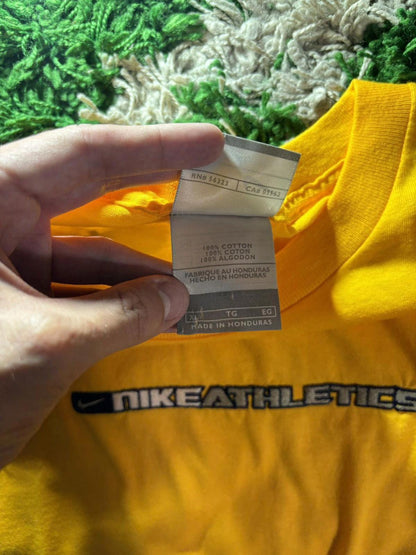 RN# 56323 CA# 05553
100% COTTON
100% COTON
100% ALGODON
FABRIQUE AU HONDURAS
HECHO EN HONDURAS
XL TG EG
MADE IN HONDURAS
NIKEATHLETICS